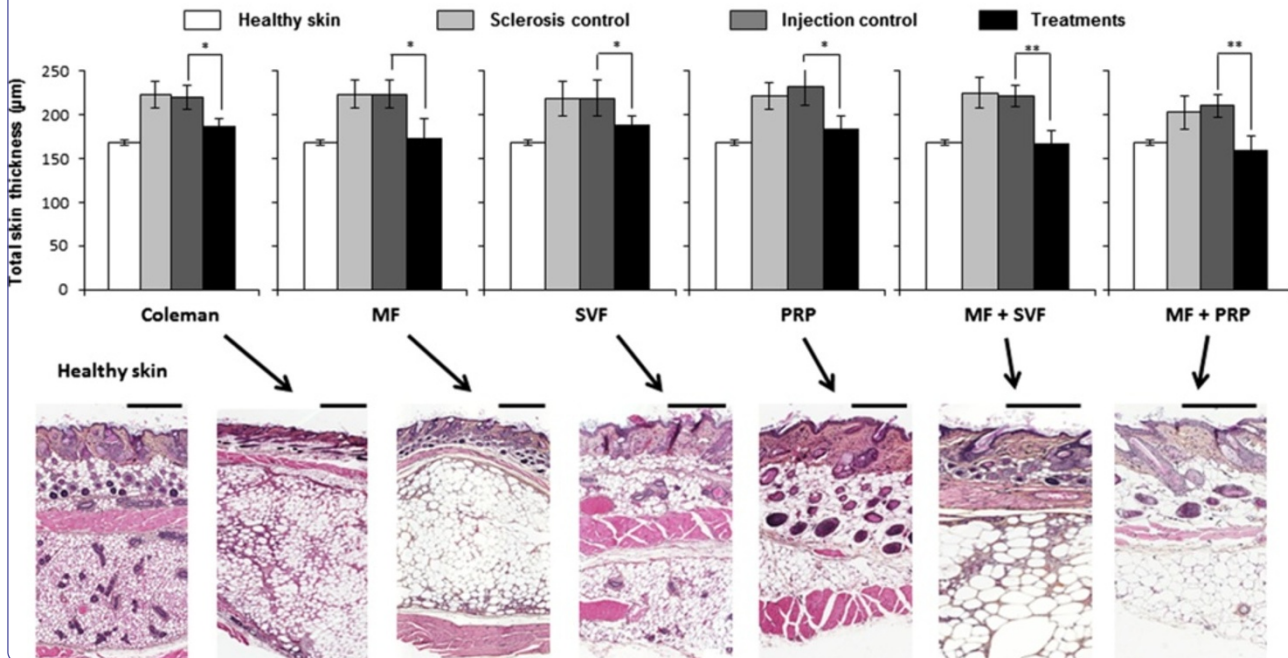 Healthy skin Sclerosis control Injection control Treatments
Total skin thickness (µm)
250
200
150
100
50
0
* * * * ** **
Coleman MF SVF PRP MF + SVF MF + PRP
Healthy skin